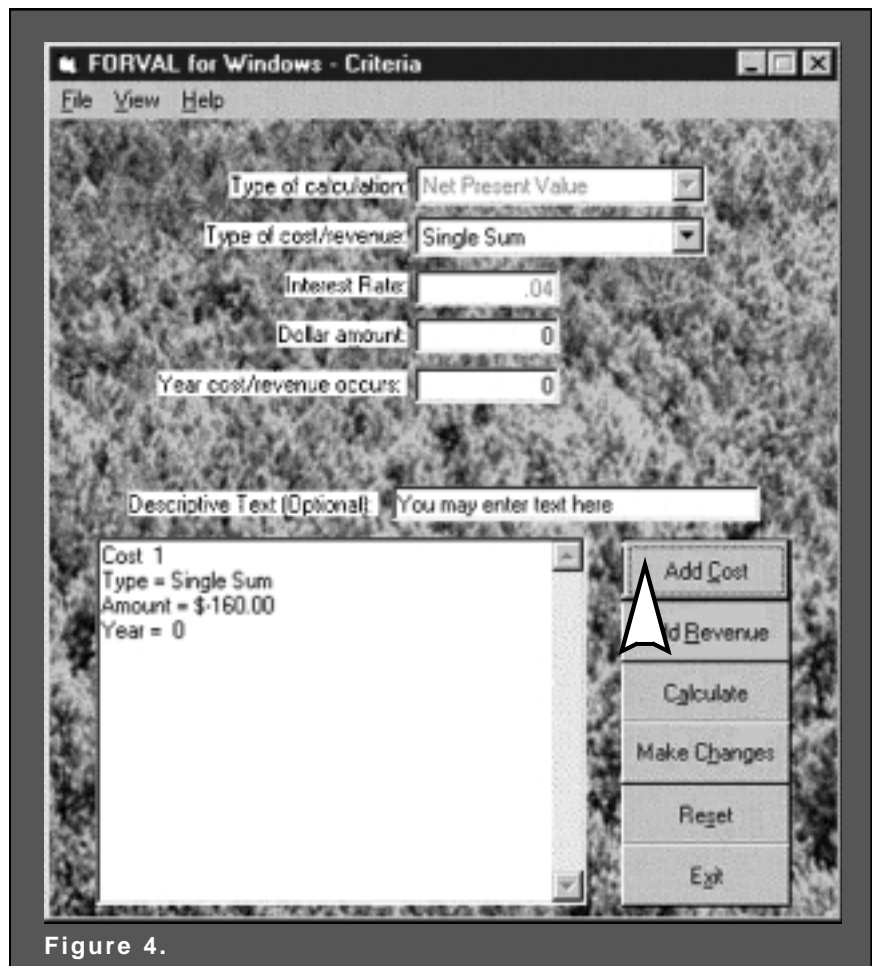 FORVAL for Windows - Criteria
File View Help
Type of calculation: Net Present Value
Type of cost/revenue: Single Sum
Interest Rate: .04
Dollar amount: 0
Year cost/revenue occurs: 0
Descriptive Text (Optional): You may enter text here
Cost 1
Type = Single Sum
Amount = $-160.00
Year = 0
Add Cost
d Revenue
Calculate
Make Changes
Reset
Exit
Figure 4.